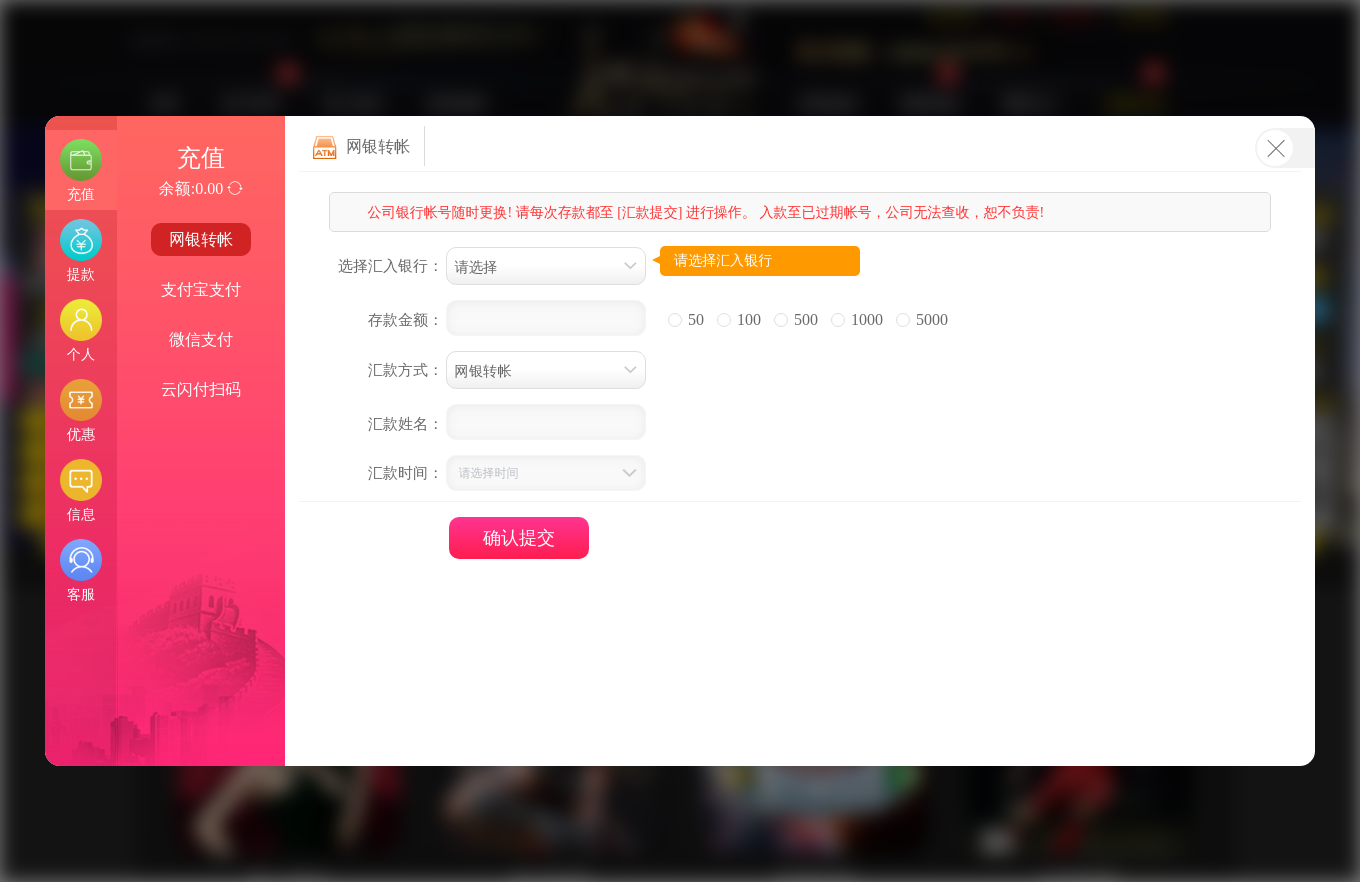 充值
提款
个人
优惠
信息
客服
充值
余额:0.00
网银转帐
支付宝支付
微信支付
云闪付扫码
ATM 网银转帐
公司银行帐号随时更换! 请每次存款都至 [汇款提交] 进行操作。 入款至已过期帐号，公司无法查收，恕不负责!
选择汇入银行： 请选择 请选择汇入银行
存款金额： 50 100 500 1000 5000
汇款方式： 网银转帐
汇款姓名：
汇款时间： 请选择时间
确认提交